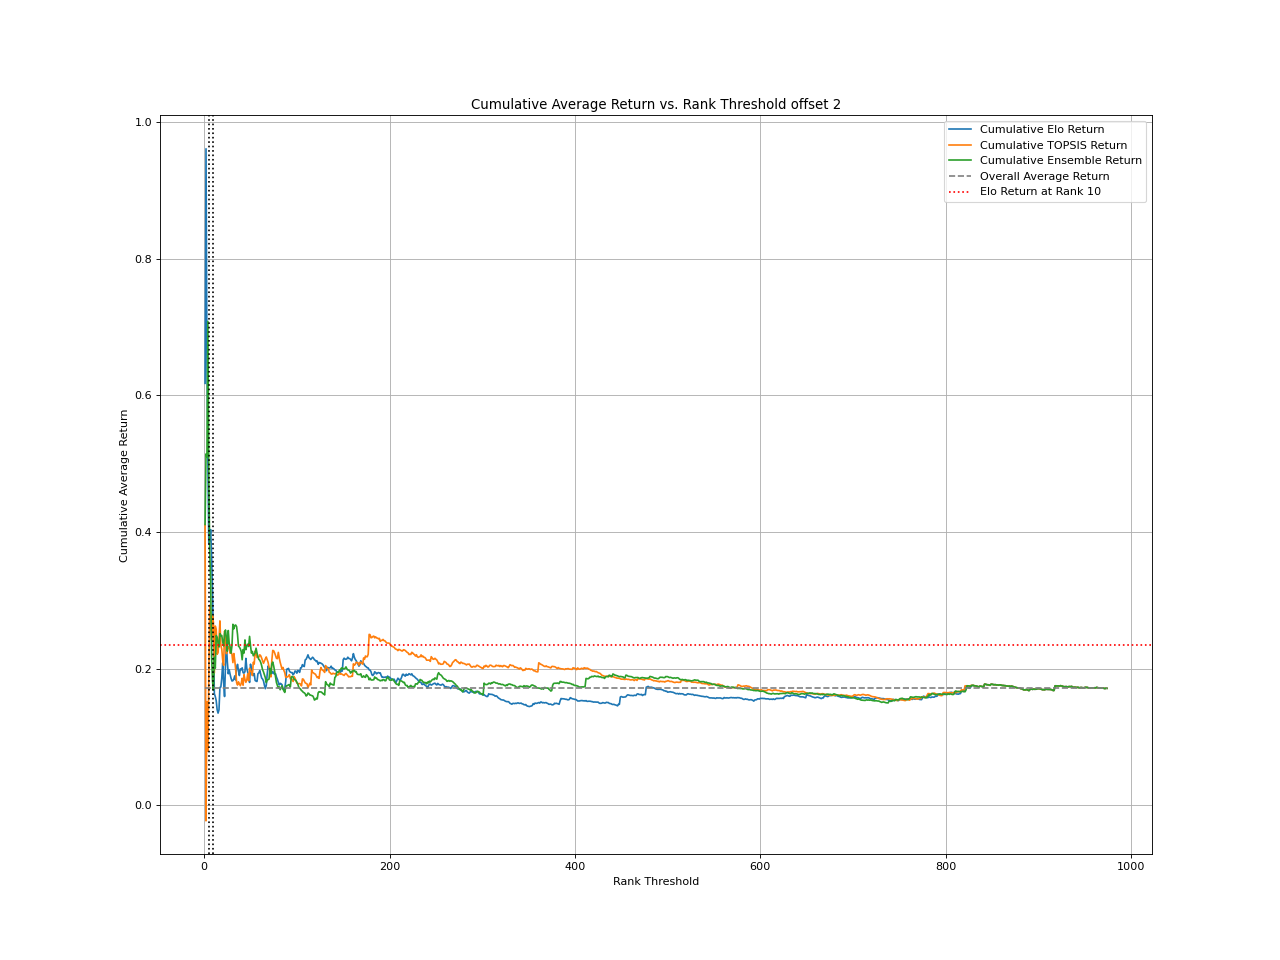 Cumulative Average Return vs. Rank Threshold offset 2
Cumulative Elo Return
Cumulative TOPSIS Return
Cumulative Ensemble Return
Overall Average Return
Elo Return at Rank 10
Cumulative Average Return
1.0
0.8
0.6
0.4
0.2
0.0
0 200 400 600 800 1000
Rank Threshold